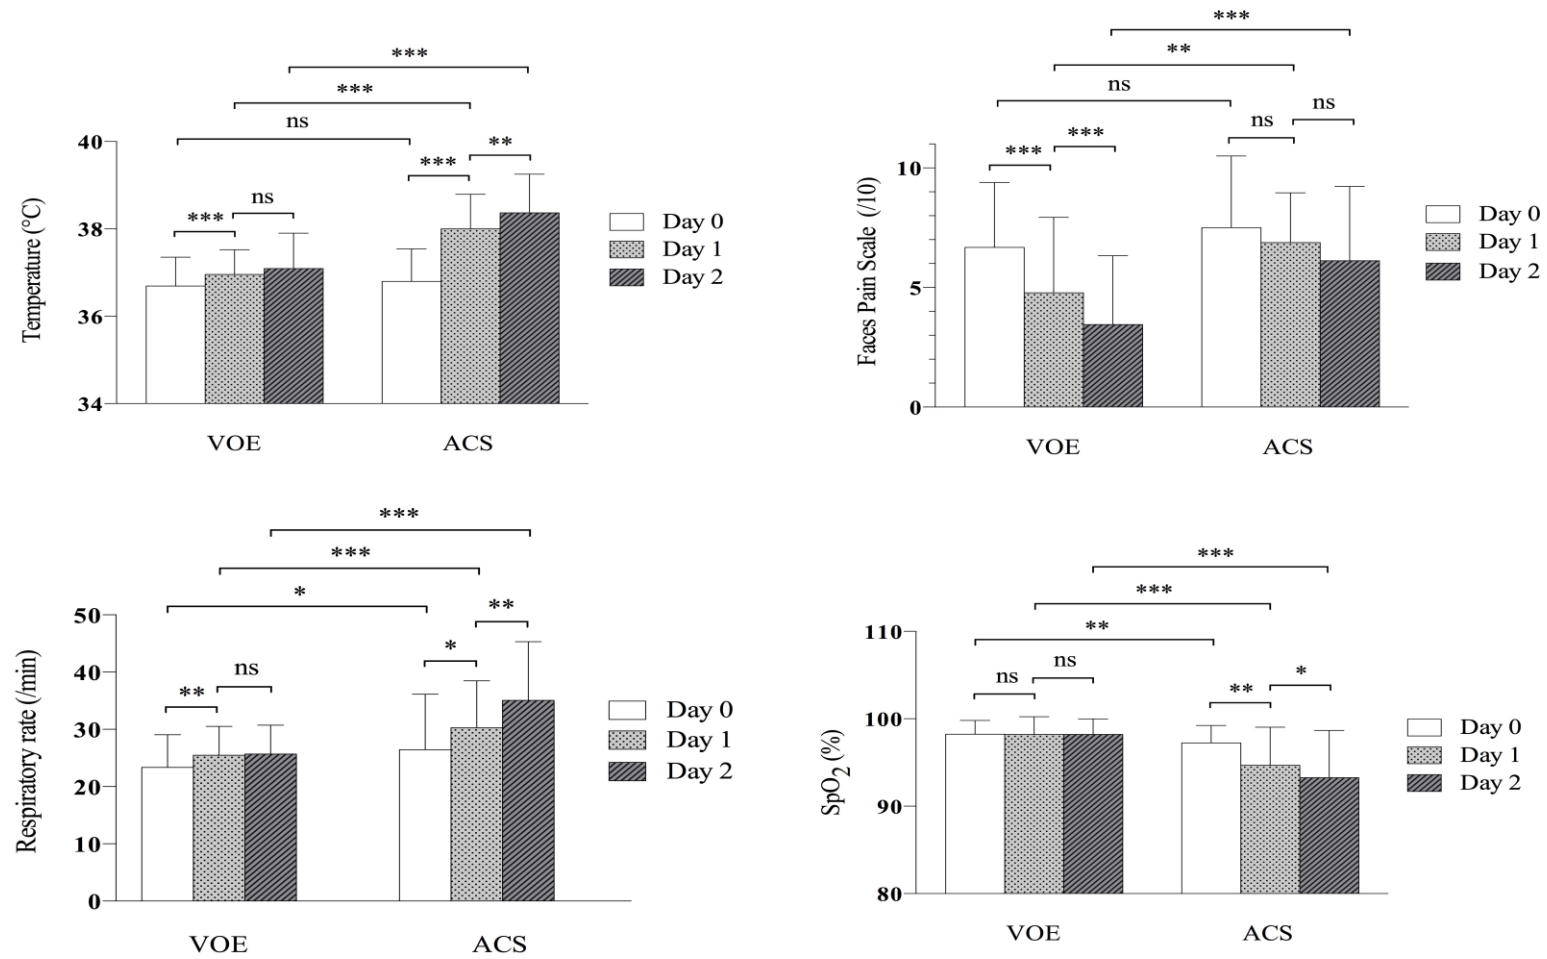 ***
***
ns
***
**
***
ns
40
38
36
34
Temperature (°C)
VOE
ACS
Day 0
Day 1
Day 2
***
**
ns
ns
ns
***
***
10
5
0
Faces Pain Scale (/10)
VOE
ACS
Day 0
Day 1
Day 2
***
***
*
**
*
ns
**
50
40
30
20
10
0
Respiratory rate (/min)
VOE
ACS
Day 0
Day 1
Day 2
***
***
**
ns
ns
*
**
110
100
90
80
SpO2 (%)
VOE
ACS
Day 0
Day 1
Day 2